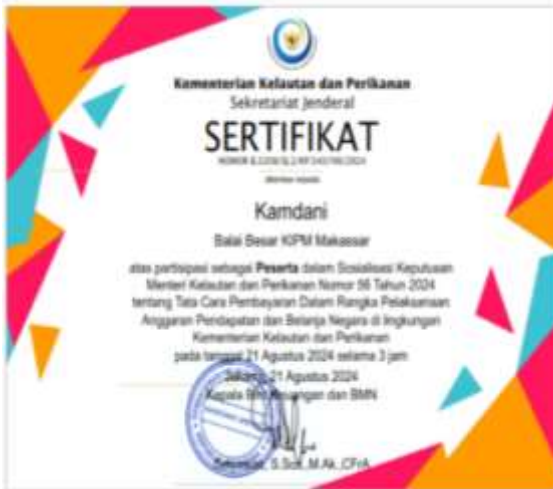 Kementerian Kelautan dan Perikanan
Sekretariat Jenderal
SERTIFIKAT
Kamdani
Balai Besar KIPM Makassar
atas partisipasi sebagai Peserta dalam Sosialisasi Keputusan
Menteri Kelautan dan Perikanan Nomor 56 Tahun 2024
tentang Tata Cara Pembayaran Dalam Rangka Pelaksanaan
Anggaran Pendapatan dan Belanja Negara di lingkungan
Kementerian Kelautan dan Perikanan
pada tanggal 21 Agustus 2024 selama 3 jam
Jakarta, 21 Agustus 2024
Kepala Biro Keuangan dan BMN
S.Sos., M.Ak.,CFrA